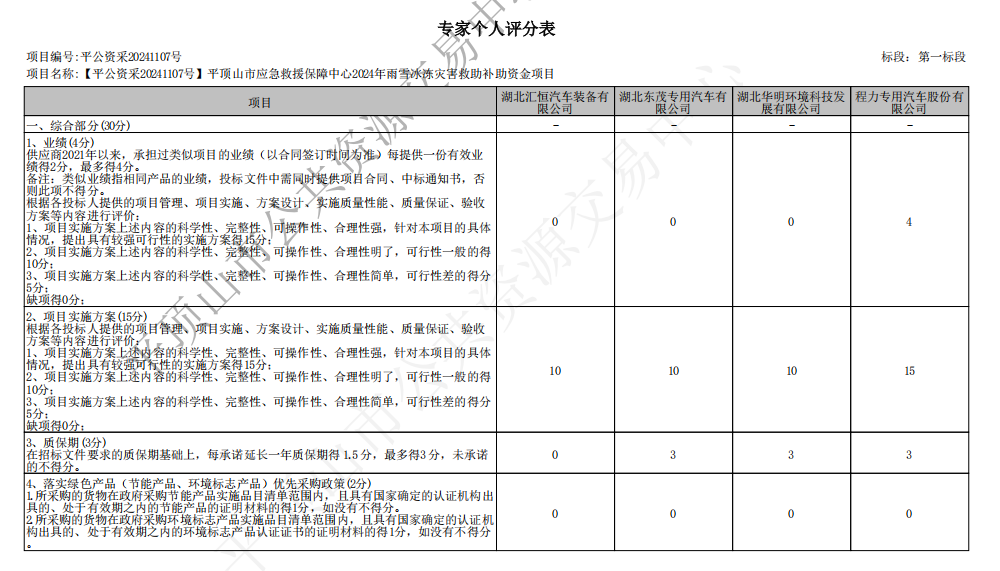 专家个人评分表
项目编号:平公资采20241107号
标段：第一标段
项目名称:【平公资采20241107号】平顶山市应急救援保障中心2024年雨雪冰冻灾害救助补助资金项目
项目
湖北汇恒汽车装备有
限公司
湖北东茂专用汽车有
限公司
湖北华明环境科技发
展有限公司
程力专用汽车股份有
限公司
一、综合部分(30分)
-
-
-
-
1、业绩(4分)
供应商2021年以来，承担过类似项目的业绩（以合同签订时间为准）每提供一份有效业
绩得2分，最多得4分。
备注：类似业绩指相同产品的业绩，投标文件中需同时提供项目合同、中标通知书，否
则此项不得分。
根据各投标人提供的项目管理、项目实施、方案设计、实施质量性能、质量保证、验收
方案等内容进行评价：
1、项目实施方案上述内容的科学性、完整性、可操作性、合理性强，针对本项目的具体
情况，提出具有较强可行性的实施方案得15分；
2、项目实施方案上述内容的科学性、完整性、可操作性、合理性明了，可行性一般的得
10分；
3、项目实施方案上述内容的科学性、完整性、可操作性、合理性简单，可行性差的得分
5分；
缺项得0分；
0
0
0
4
2、项目实施方案(15分)
根据各投标人提供的项目管理、项目实施、方案设计、实施质量性能、质量保证、验收
方案等内容进行评价：
1、项目实施方案上述内容的科学性、完整性、可操作性、合理性强，针对本项目的具体
情况，提出具有较强可行性的实施方案得15分；
2、项目实施方案上述内容的科学性、完整性、可操作性、合理性明了，可行性一般的得
10分；
3、项目实施方案上述内容的科学性、完整性、可操作性、合理性简单，可行性差的得分
5分；
缺项得0分；
10
10
10
15
3、质保期(3分)
在招标文件要求的质保期基础上，每承诺延长一年质保期得 1.5 分，最多得3 分，未承诺
的不得分。
0
3
3
3
4、落实绿色产品（节能产品、环境标志产品）优先采购政策(2分)
1.所采购的货物在政府采购节能产品实施品目清单范围内，且具有国家确定的认证机构出
具的、处于有效期之内的节能产品的证明材料的得1分，如没有不得分。
2.所采购的货物在政府采购环境标志产品实施品目清单范围内，且具有国家确定的认证机
构出具的、处于有效期之内的环境标志产品认证证书的证明材料的得1分，如没有不得分
。
0
0
0
0
平顶山市公共资源交易中
平顶山市公共资源交易中心